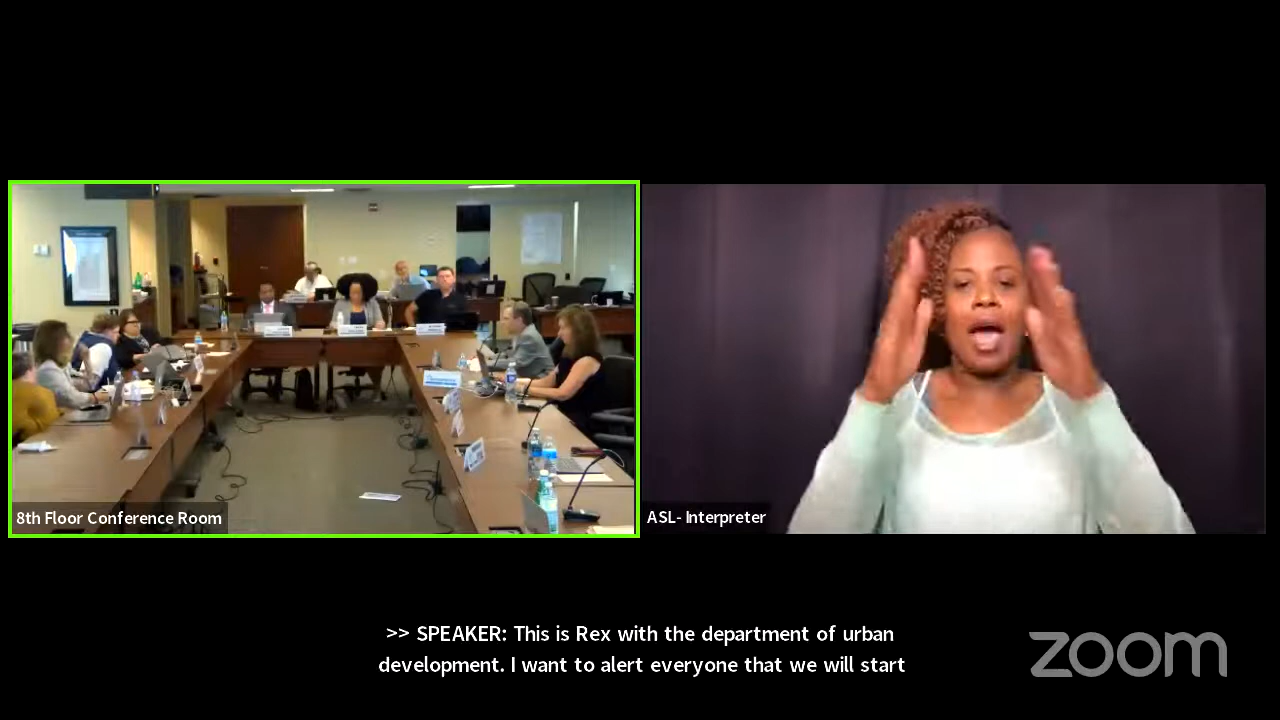 8th Floor Conference Room
ASL- Interpreter
>> SPEAKER: This is Rex with the department of urban
development. I want to alert everyone that we will start
zoom